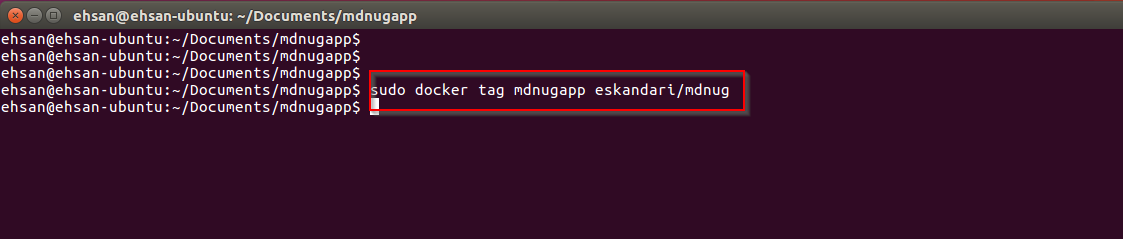 ehsan@ehsan-ubuntu: ~/Documents/mdnugapp
ehsan@ehsan-ubuntu:~/Documents/mdnugapp$
ehsan@ehsan-ubuntu:~/Documents/mdnugapp$
ehsan@ehsan-ubuntu:~/Documents/mdnugapp$
ehsan@ehsan-ubuntu:~/Documents/mdnugapp$ sudo docker tag mdnugapp eskandari/mdnug
ehsan@ehsan-ubuntu:~/Documents/mdnugapp$